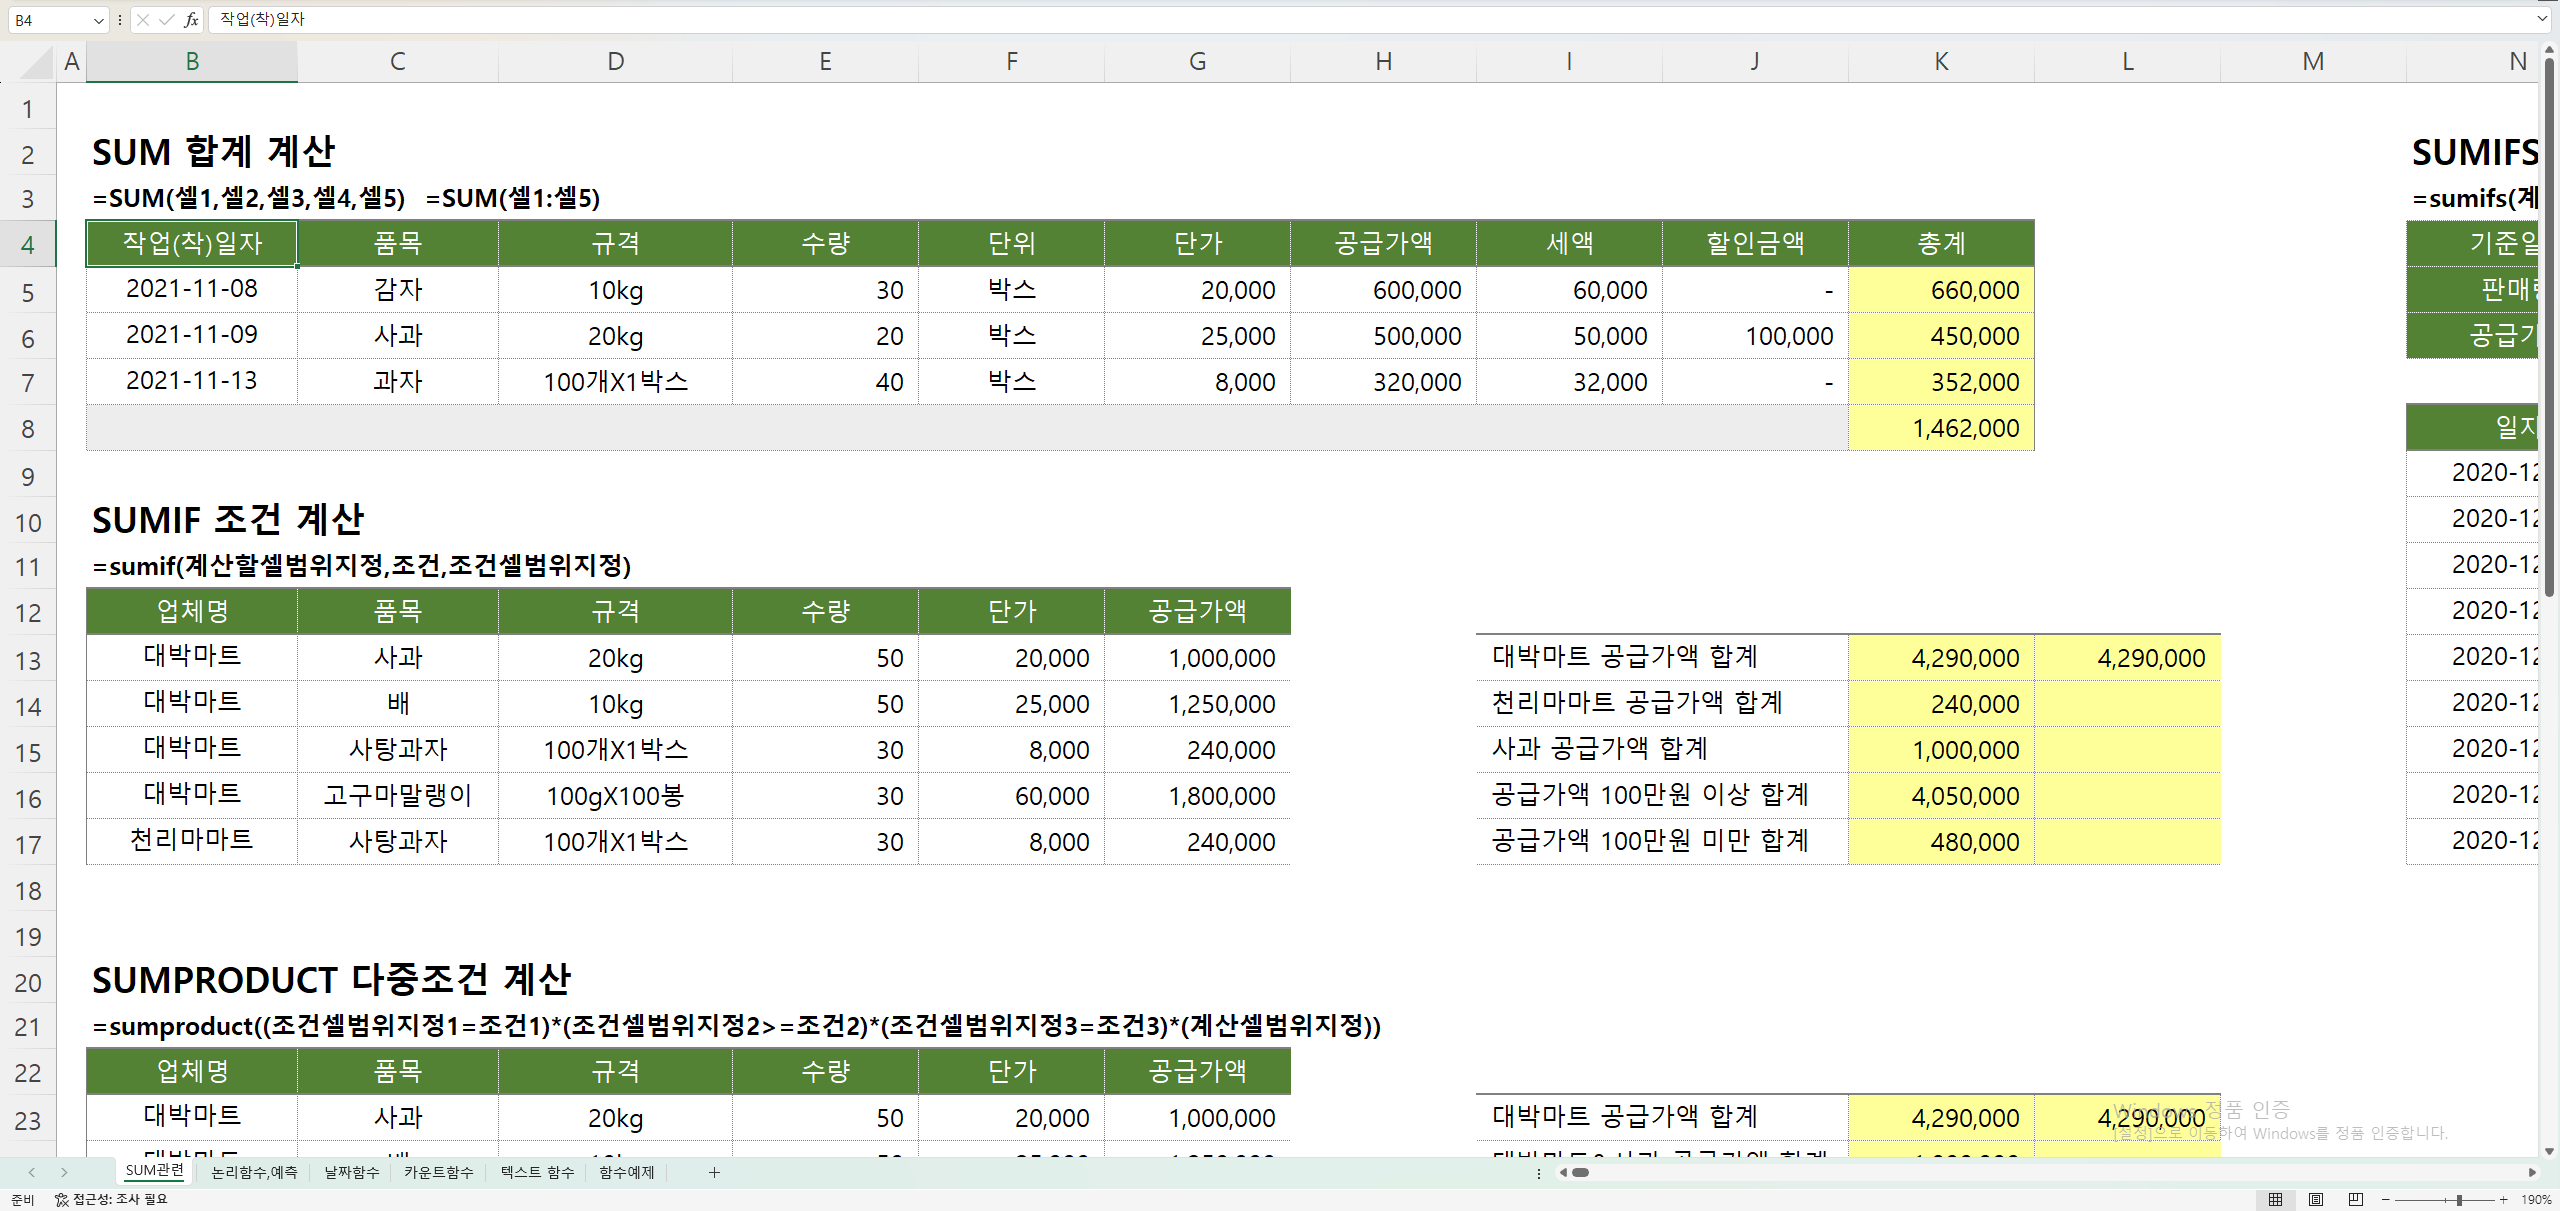 B4
fx
작업(착)일자
A B C D E F G H I J K L M N
1
2 SUM 합계 계산 SUMIFS
3 =SUM(셀1,셀2,셀3,셀4,셀5) =SUM(셀1:셀5) =sumifs(계
4 작업(착)일자 품목 규격 수량 단위 단가 공급가액 세액 할인금액 총계 기준일
5 2021-11-08 감자 10kg 30 박스 20,000 600,000 60,000 - 660,000 판매
6 2021-11-09 사과 20kg 20 박스 25,000 500,000 50,000 100,000 450,000 공급가
7 2021-11-13 과자 100개X1박스 40 박스 8,000 320,000 32,000 - 352,000
8 1,462,000 일자
9 2020-12
10 SUMIF 조건 계산 2020-12
11 =sumif(계산할셀범위지정,조건,조건셀범위지정) 2020-12
12 업체명 품목 규격 수량 단가 공급가액 2020-12
13 대박마트 사과 20kg 50 20,000 1,000,000 대박마트 공급가액 합계 4,290,000 4,290,000 2020-12
14 대박마트 배 10kg 50 25,000 1,250,000 천리마마트 공급가액 합계 240,000 2020-12
15 대박마트 사탕과자 100개X1박스 30 8,000 240,000 사과 공급가액 합계 1,000,000 2020-12
16 대박마트 고구마말랭이 100gX100봉 30 60,000 1,800,000 공급가액 100만원 이상 합계 4,050,000 2020-12
17 천리마마트 사탕과자 100개X1박스 30 8,000 240,000 공급가액 100만원 미만 합계 480,000 2020-12
18
19
20 SUMPRODUCT 다중조건 계산
21 =sumproduct((조건셀범위지정1=조건1)*(조건셀범위지정2>=조건2)*(조건셀범위지정3=조건3)*(계산셀범위지정))
22 업체명 품목 규격 수량 단가 공급가액
23 대박마트 사과 20kg 50 20,000 1,000,000 대박마트 공급가액 합계 4,290,000 4,290,000
Windows 정품 인증
[설정]으로 이동하여 Windows를 정품 인증합니다.
SUM관련 논리함수,예측 날짜함수 카운트함수 텍스트 함수 함수예제
준비 접근성: 조사 필요 190%